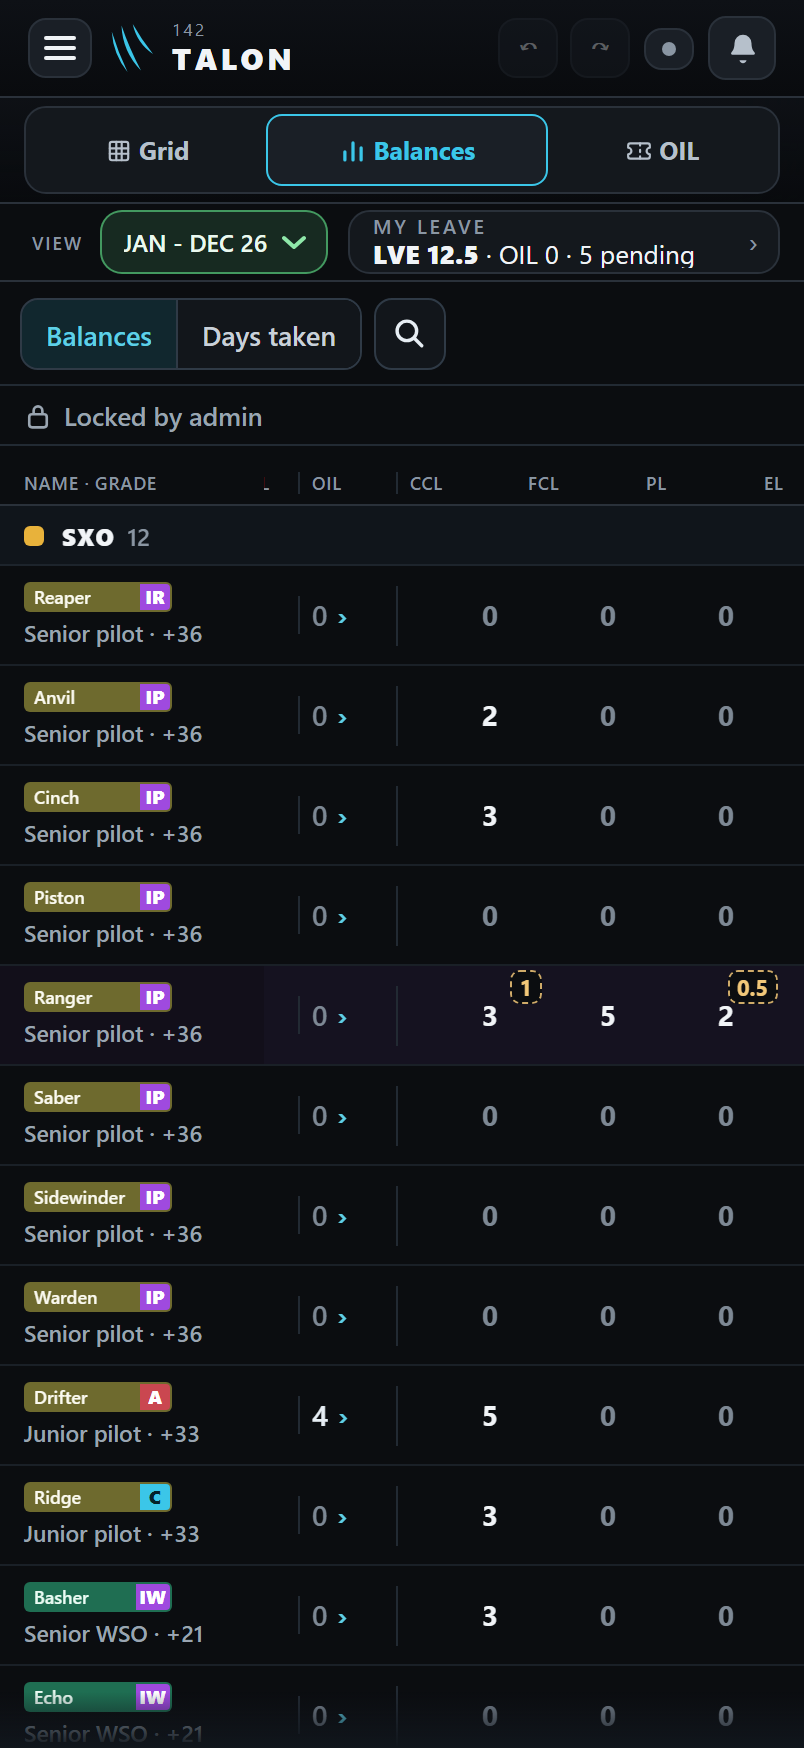 142
TALON
Grid
Balances
OIL
VIEW
JAN - DEC 26
MY LEAVE
LVE 12.5 · OIL 0 · 5 pending
Balances
Days taken
Locked by admin
NAME · GRADE OIL CCL FCL PL EL
SXO 12
Reaper IR
Senior pilot · +36
0 › 0 0 0
Anvil IP
Senior pilot · +36
0 › 2 0 0
Cinch IP
Senior pilot · +36
0 › 3 0 0
Piston IP
Senior pilot · +36
0 › 0 0 0
Ranger IP
Senior pilot · +36
0 › 3 1 5 2 0.5
Saber IP
Senior pilot · +36
0 › 0 0 0
Sidewinder IP
Senior pilot · +36
0 › 0 0 0
Warden IP
Senior pilot · +36
0 › 0 0 0
Drifter A
Junior pilot · +33
4 › 5 0 0
Ridge C
Junior pilot · +33
0 › 3 0 0
Basher IW
Senior WSO · +21
0 › 3 0 0
Echo IW
Senior WSO · +21
0 › 0 0 0